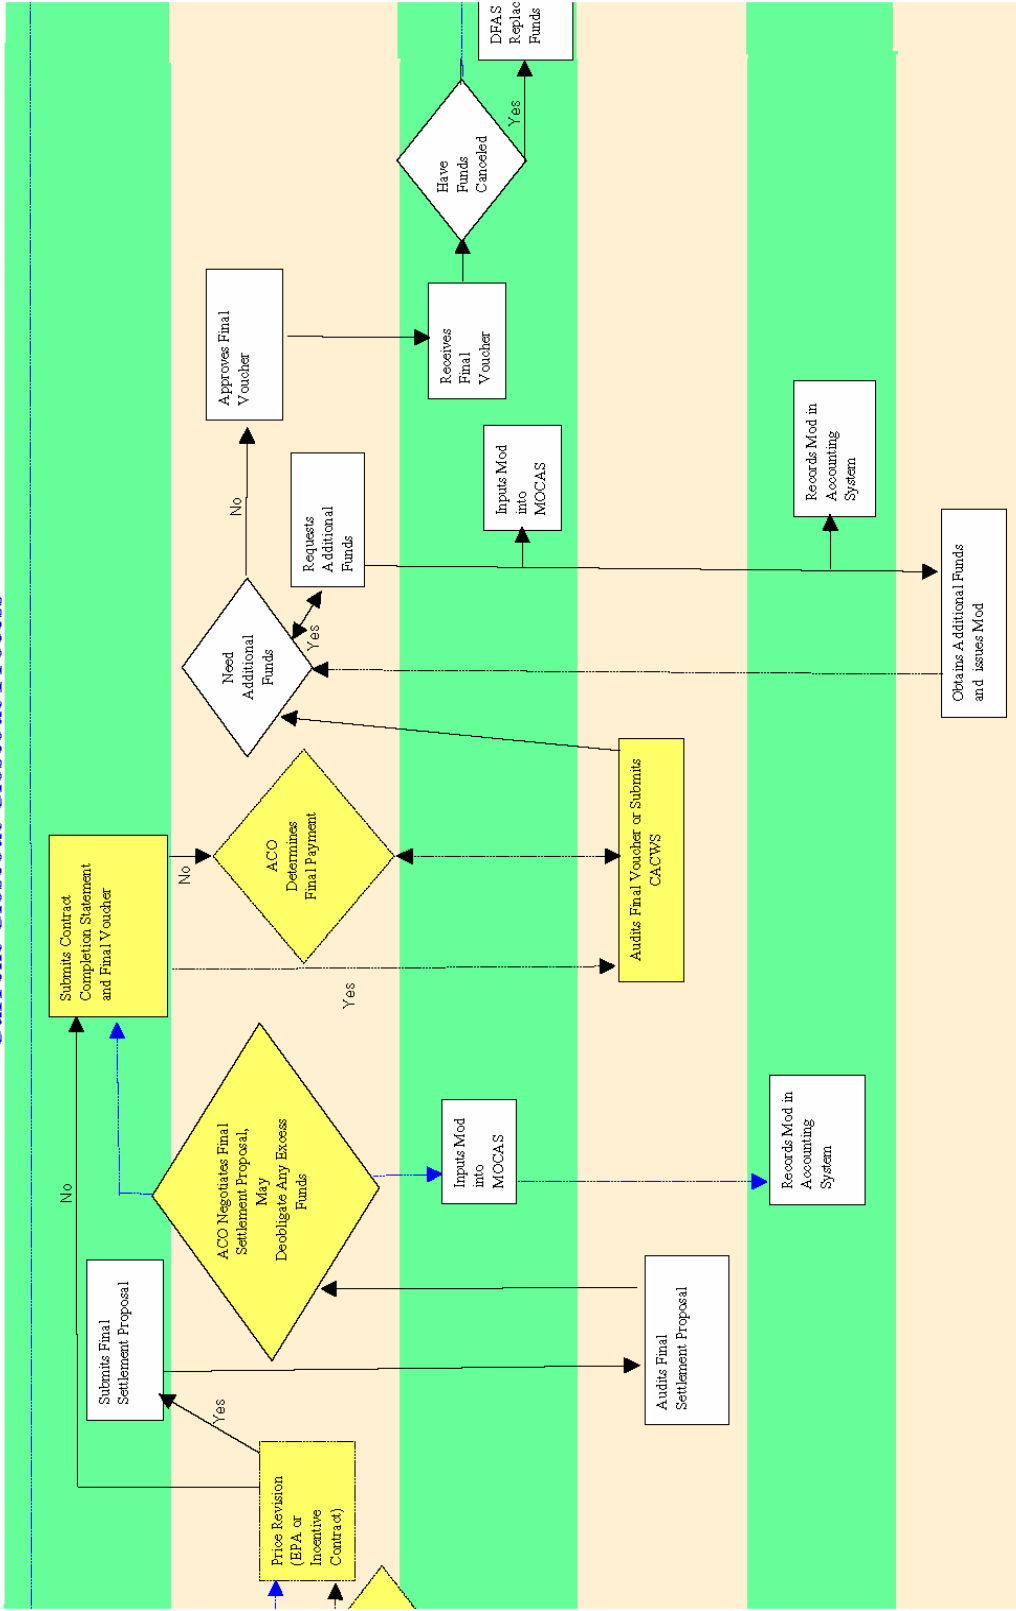 Price Revision
(EPA or
Incentive
Contract)
No
Yes
Submits Final
Settlement Proposal
Audits Final
Settlement Proposal
ACO Negotiates Final
Settlement Proposal,
May
Deobligate Any Excess
Funds
Inputs Mod
into
MOCAS
Records Mod in
Accounting
System
Submits Contract
Completion Statement
and Final Voucher
Yes
No
ACO
Determines
Final Payment
Audits Final Voucher or Submits
CACWS
Need
Additional
Funds
Yes
No
Requests
Additional
Funds
Inputs Mod
into
MOCAS
Records Mod in
Accounting
System
Obtains Additional Funds
and issues Mod
Approves Final
Voucher
Receives
Final
Voucher
Have
Funds
Canceled
Yes
DFAS
Replac
Funds